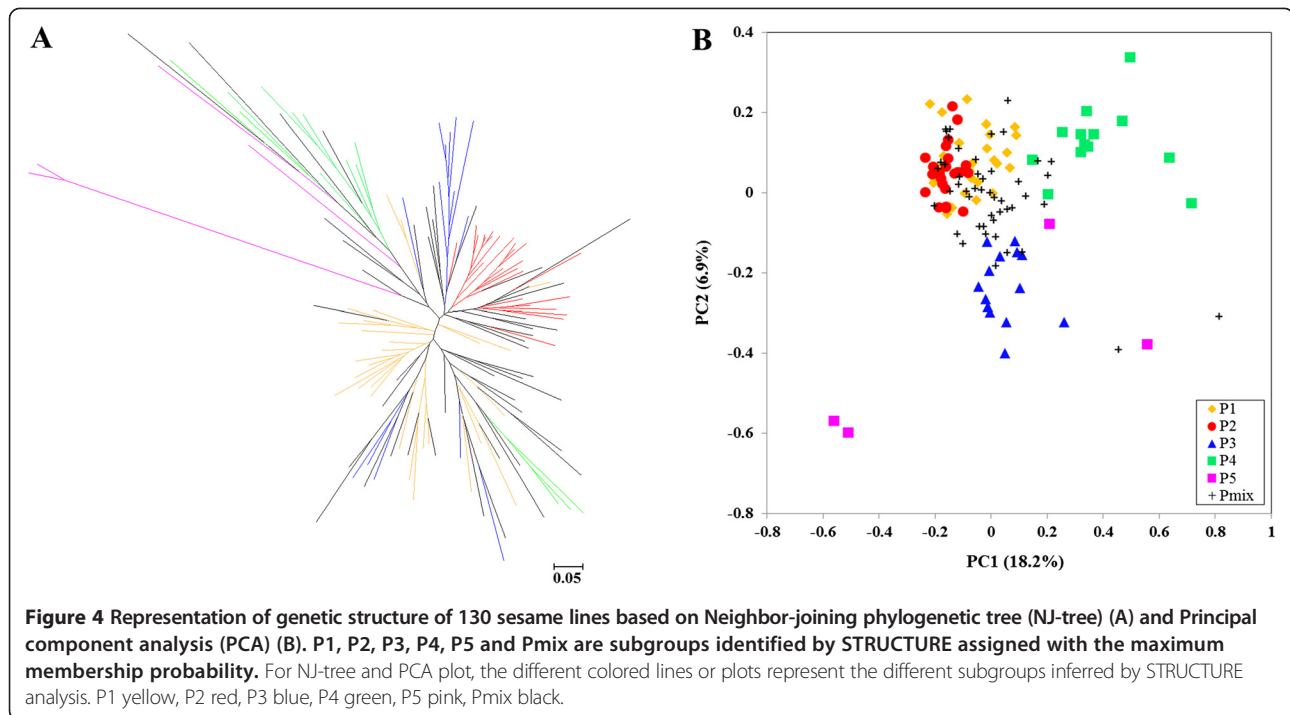 A
0.05
B
0.4
0.2
0
-0.2
-0.4
-0.6
-0.8
PC2 (6.9%)
-0.8 -0.6 -0.4 -0.2 0 0.2 0.4 0.6 0.8 1
PC1 (18.2%)
P1
P2
P3
P4
P5
Pmix
Figure 4 Representation of genetic structure of 130 sesame lines based on Neighbor-joining phylogenetic tree (NJ-tree) (A) and Principal
component analysis (PCA) (B). P1, P2, P3, P4, P5 and Pmix are subgroups identified by STRUCTURE assigned with the maximum
membership probability. For NJ-tree and PCA plot, the different colored lines or plots represent the different subgroups inferred by STRUCTURE
analysis. P1 yellow, P2 red, P3 blue, P4 green, P5 pink, Pmix black.